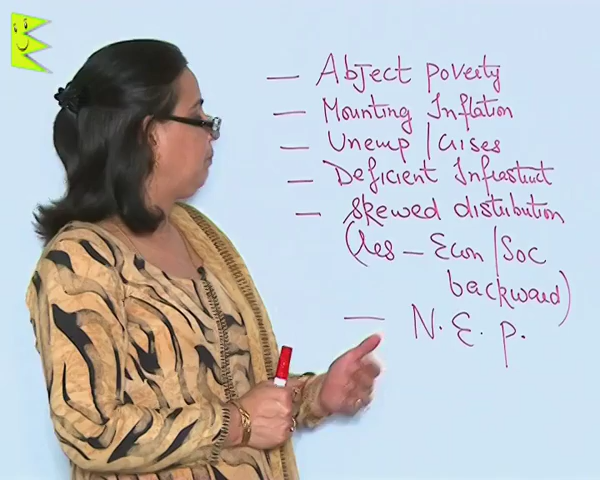 — Abject poverty
— Mounting Inflation
— Unemp / Crises
— Deficient Infrastruct
— Skewed distribution
(Res – Econ / Soc
backward)
— N. E. P.